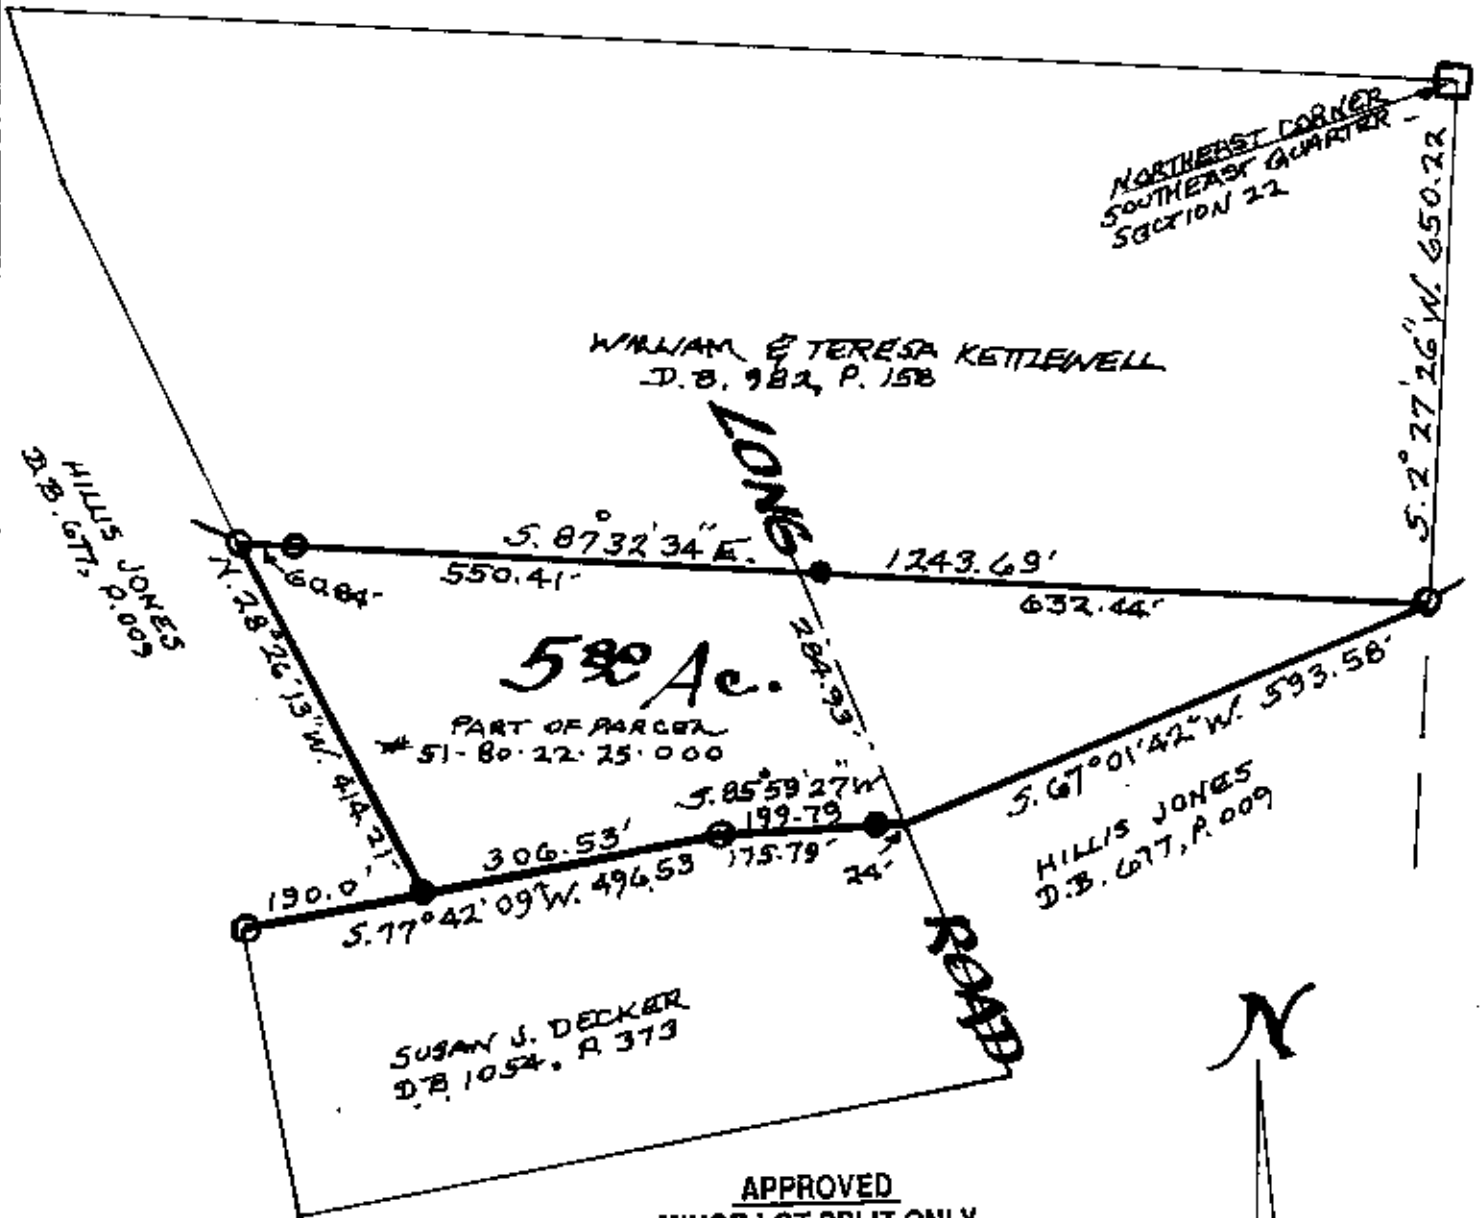 NORTHEAST CORNER
SOUTHEAST QUARTER
SECTION 22
S. 2° 27' 26" W. 650.22
WILLIAM & TERESA KETTLEWELL
D.B. 982, P. 158
LONG
HILLIS JONES
D.B. 677, P. 009
S. 87° 32' 34" E.
1243.69'
60.84'
550.41'
632.44'
N. 28° 26' 13" W. 414.21'
284.93'
Ac.
PART OF PARCEL
# 51-80-22-25-000
S. 67° 01' 42" W. 593.58'
S. 85° 59' 27" W
199.79
175.79'
24'
306.53'
190.0'
S. 77° 42' 09" W. 496.53
HILLIS JONES
D.B. 677, P. 009
ROAD
SUSAN J. DECKER
D.B. 1054, P. 373
N
APPROVED
MINOR LOT SPLIT ONLY